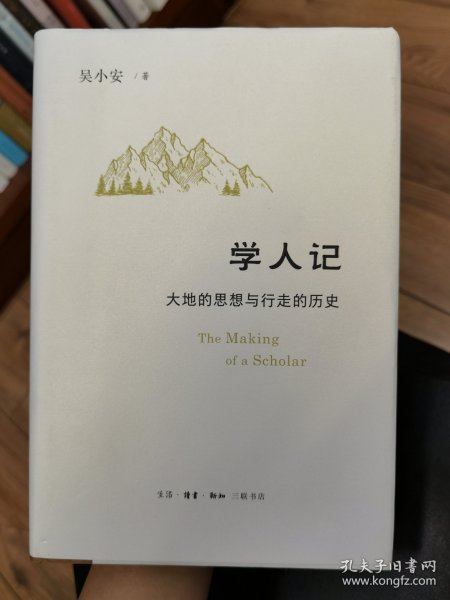 吴小安 / 著
学人记
大地的思想与行走的历史
The Making
of a Scholar
生活·讀書·新知 三联书店
孔夫子旧书网
www.kongfz.com